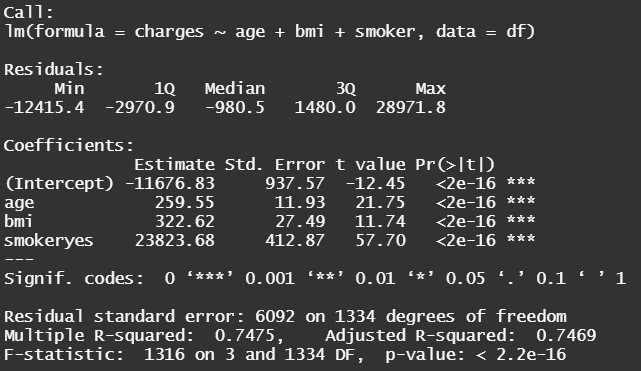 Call:
lm(formula = charges ~ age + bmi + smoker, data = df)
Residuals:
Min 1Q Median 3Q Max
-12415.4 -2970.9 -980.5 1480.0 28971.8
Coefficients:
Estimate Std. Error t value Pr(>|t|)
(Intercept) -11676.83 937.57 -12.45 <2e-16 ***
age 259.55 11.93 21.75 <2e-16 ***
bmi 322.62 27.49 11.74 <2e-16 ***
smokeryes 23823.68 412.87 57.70 <2e-16 ***
---
Signif. codes: 0 ‘***’ 0.001 ‘**’ 0.01 ‘*’ 0.05 ‘.’ 0.1 ‘ ’ 1
Residual standard error: 6092 on 1334 degrees of freedom
Multiple R-squared: 0.7475, Adjusted R-squared: 0.7469
F-statistic: 1316 on 3 and 1334 DF, p-value: < 2.2e-16